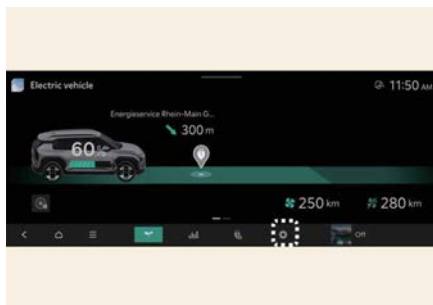 Electric vehicle
11:50 AM
Energieservice Rhein-Main G...
300 m
60%
250 km
280 km
Off